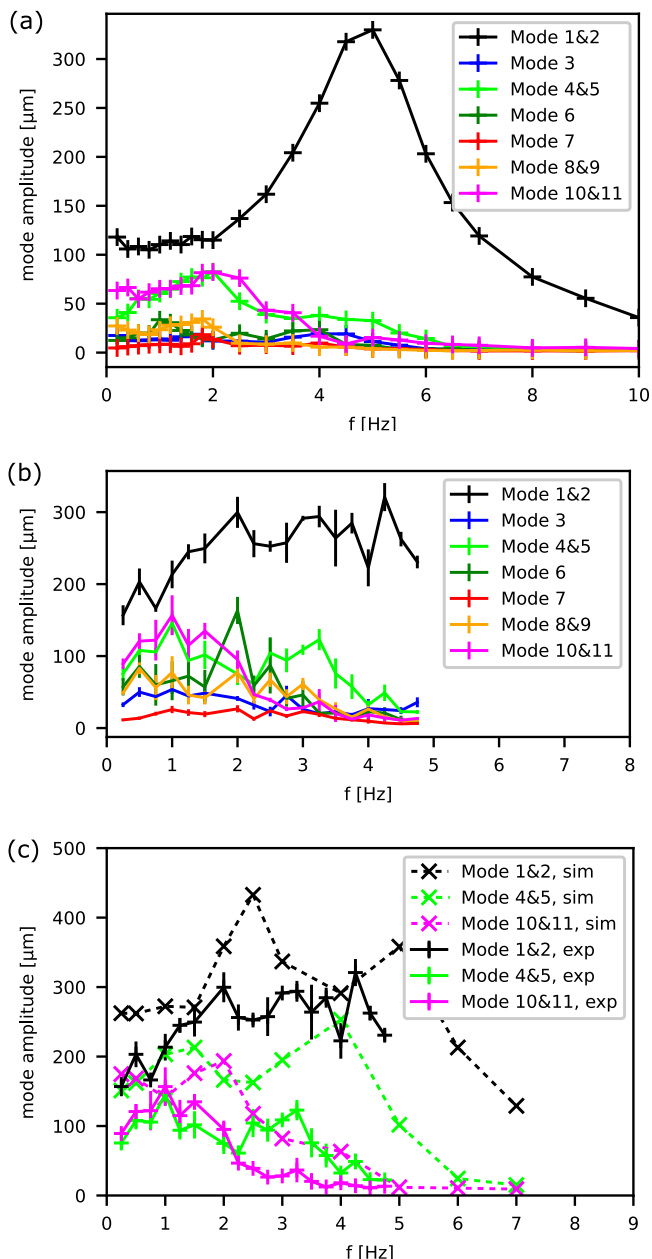 (a)
mode amplitude [µm]
300
250
200
150
100
50
0
Mode 1&2
Mode 3
Mode 4&5
Mode 6
Mode 7
Mode 8&9
Mode 10&11
0 2 4 6 8 10
f [Hz]
(b)
mode amplitude [µm]
300
200
100
0
Mode 1&2
Mode 3
Mode 4&5
Mode 6
Mode 7
Mode 8&9
Mode 10&11
0 1 2 3 4 5 6 7 8
f [Hz]
(c)
mode amplitude [µm]
500
400
300
200
100
0
Mode 1&2, sim
Mode 4&5, sim
Mode 10&11, sim
Mode 1&2, exp
Mode 4&5, exp
Mode 10&11, exp
0 1 2 3 4 5 6 7 8 9
f [Hz]